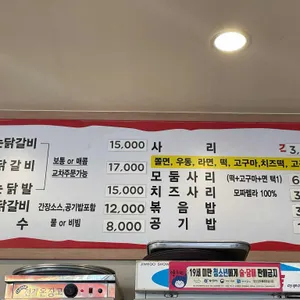 닭갈비 15,000
닭갈비 보통 or 매콤 17,000
교차주문가능
닭발 15,000
닭갈비 간장소스,공기밥포함 12,000
수 물 or 비빔 8,000
사리 3,
쫄면, 우동, 라면, 떡, 고구마, 치즈떡, 고
모둠사리 (떡+고구마+면 택1) 6
치즈사리 모짜렐라 100% 3
볶음밥
공기밥
19세 미만 청소년에게 술·담배 판매금지